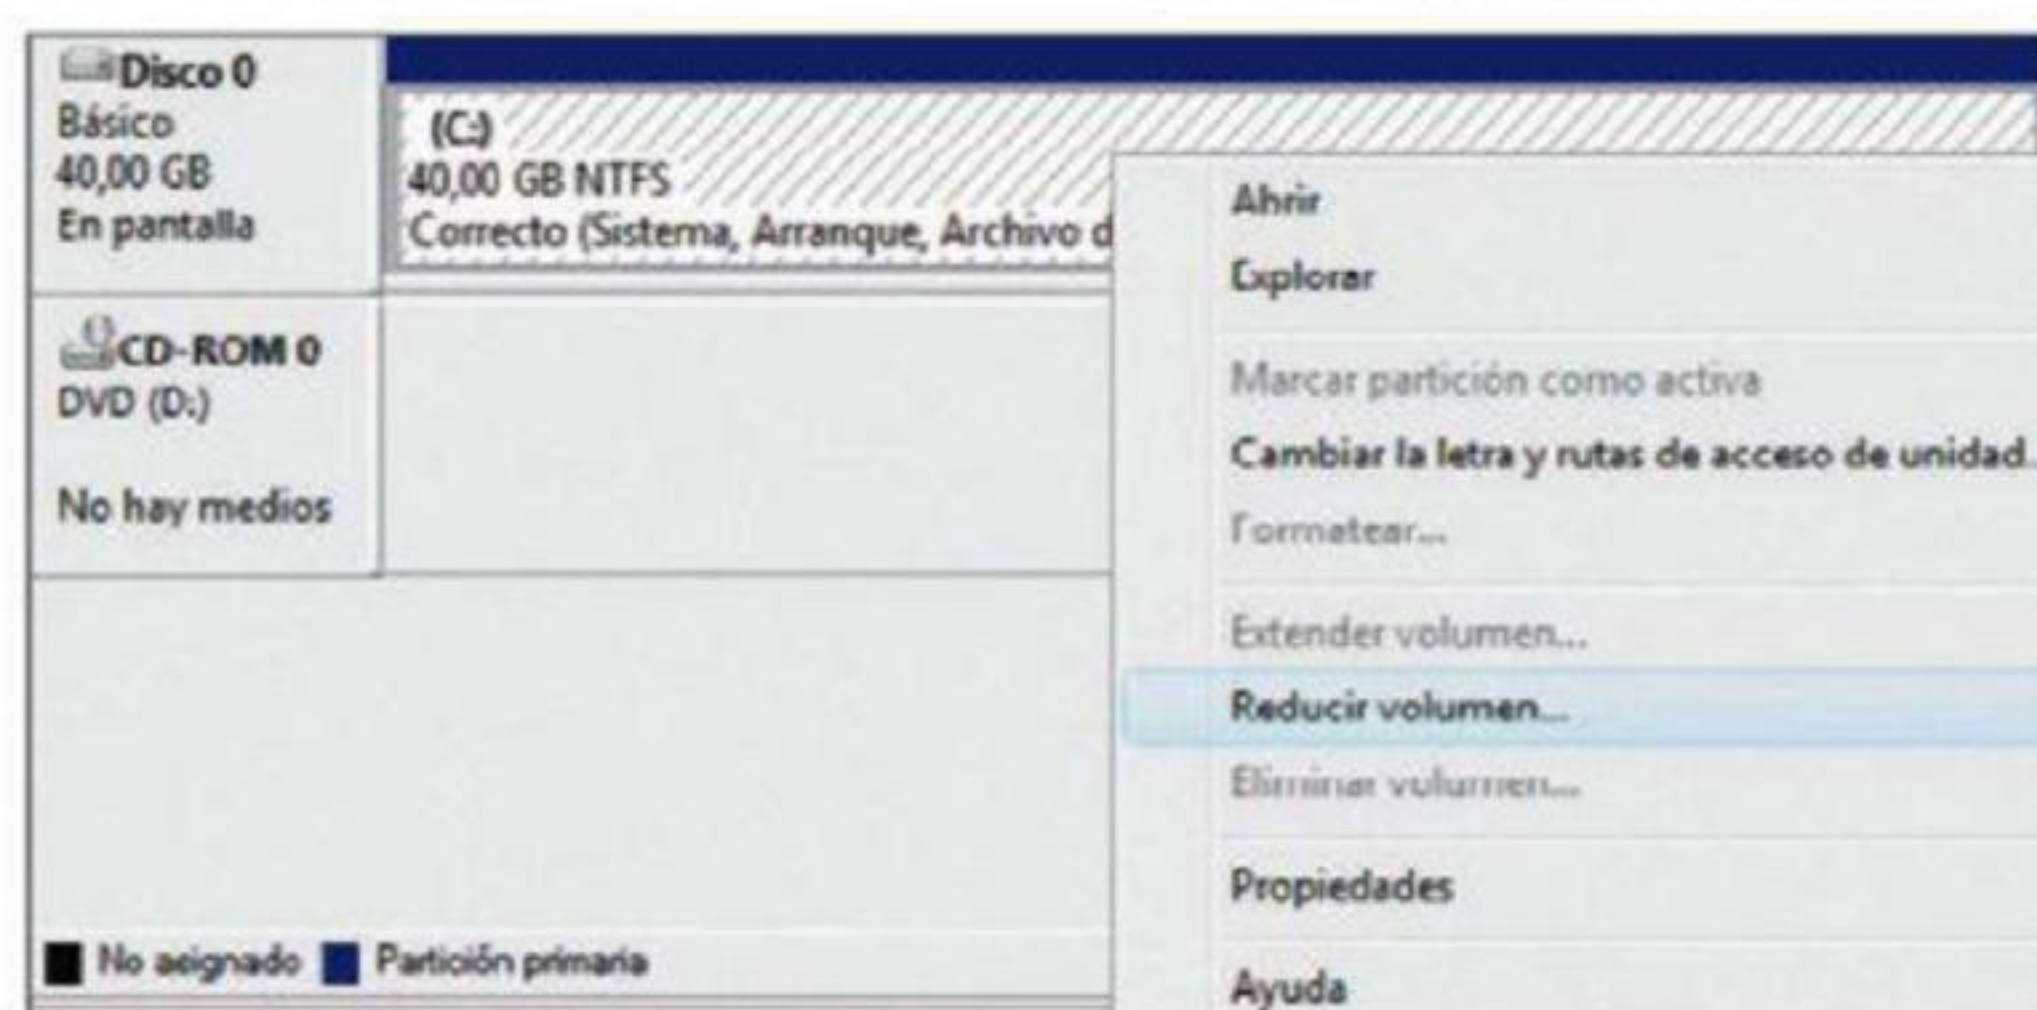 Disco 0
Básico
40,00 GB
En pantalla
(C:)
40,00 GB NTFS
Correcto (Sistema, Arranque, Archivo d
CD-ROM 0
DVD (D:)
No hay medios
Abrir
Explorar
Marcar partición como activa
Cambiar la letra y rutas de acceso de unidad...
Formatear...
Extender volumen...
Reducir volumen...
Eliminar volumen...
Propiedades
Ayuda
No asignado
Partición primaria